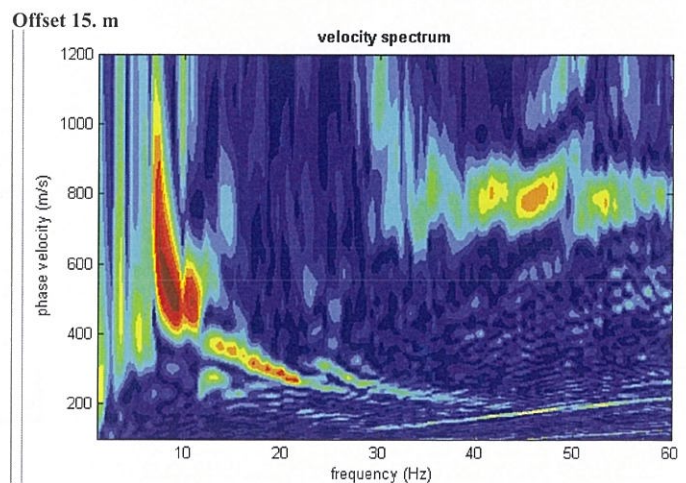 Offset 15. m
velocity spectrum
1200
1000
800
600
400
200
phase velocity (m/s)
10 20 30 40 50 60
frequency (Hz)